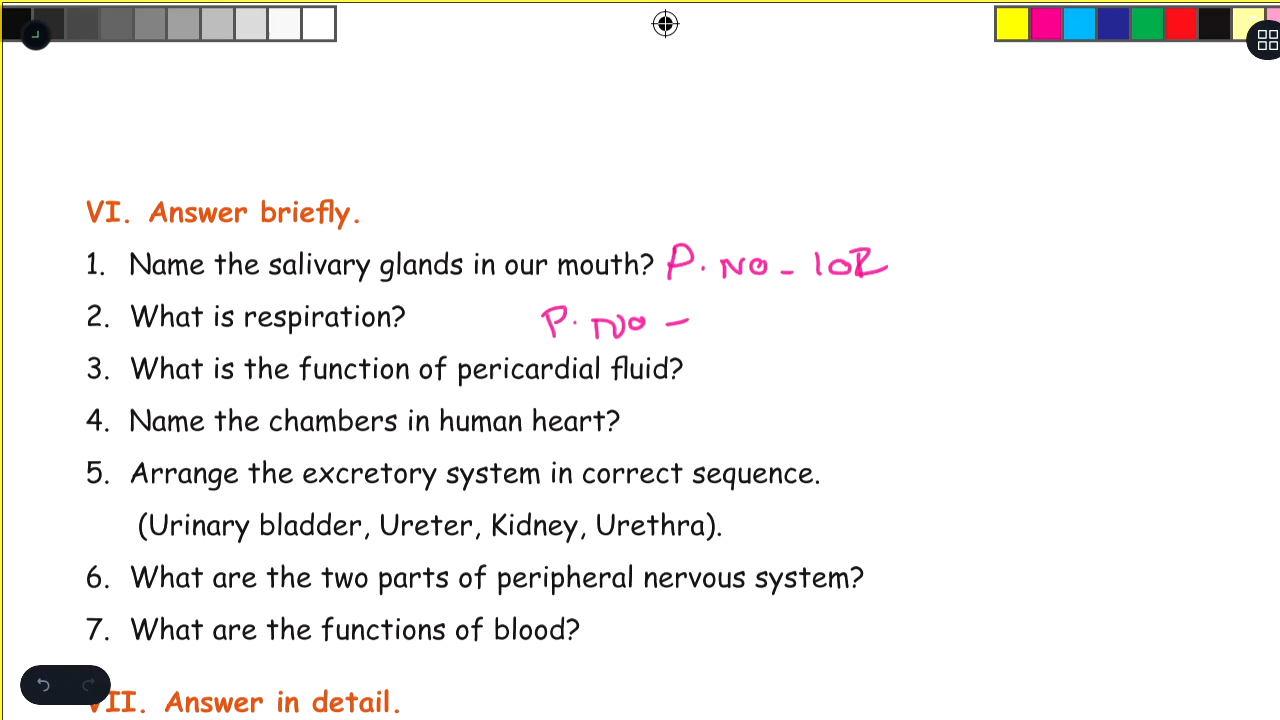 VI. Answer briefly.
1. Name the salivary glands in our mouth? P. NO - 102
2. What is respiration? P. NO -
3. What is the function of pericardial fluid?
4. Name the chambers in human heart?
5. Arrange the excretory system in correct sequence.
(Urinary bladder, Ureter, Kidney, Urethra).
6. What are the two parts of peripheral nervous system?
7. What are the functions of blood?
VII. Answer in detail.